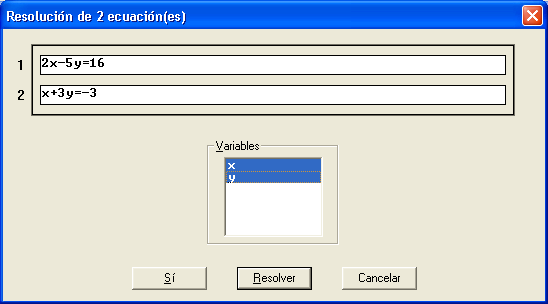 Resolución de 2 ecuación(es)
1 2x-5y=16
2 x+3y=-3
Variables
x
y
Sí Resolver Cancelar